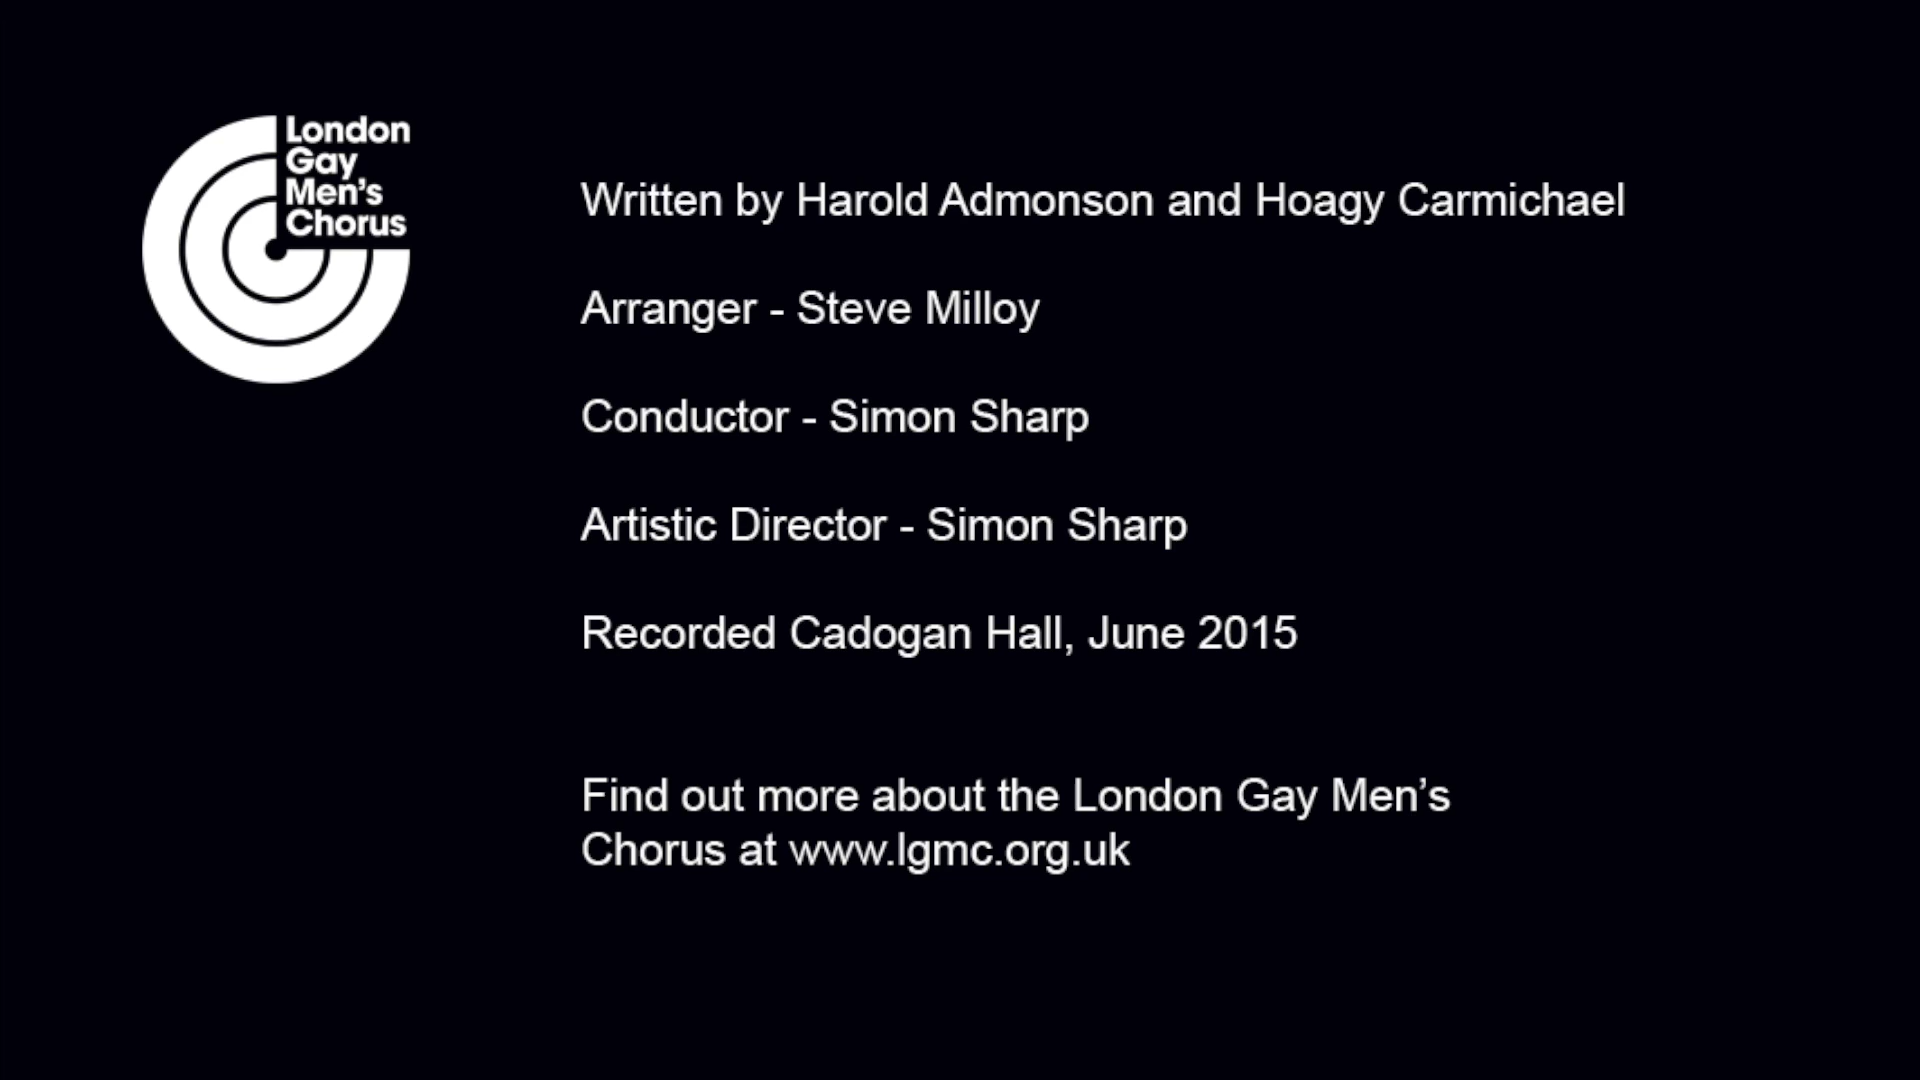 London
Gay
Men's
Chorus
Written by Harold Admonson and Hoagy Carmichael
Arranger - Steve Milloy
Conductor - Simon Sharp
Artistic Director - Simon Sharp
Recorded Cadogan Hall, June 2015
Find out more about the London Gay Men’s
Chorus at www.lgmc.org.uk